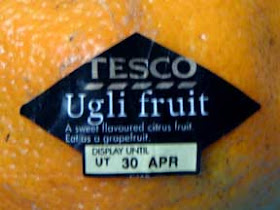 TESCO
Ugli fruit
A sweet flavoured citrus fruit.
Eat as a grapefruit.
DISPLAY UNTIL
UT 30 APR